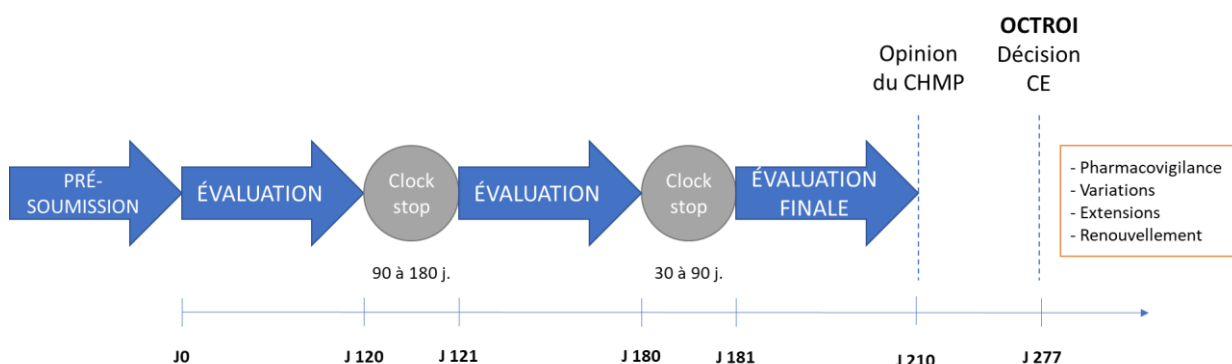 OCTROI
Opinion
du CHMP
Décision
CE
PRÉ-
SOUMISSION
ÉVALUATION
Clock
stop
ÉVALUATION
Clock
stop
ÉVALUATION
FINALE
- Pharmacovigilance
- Variations
- Extensions
- Renouvellement
90 à 180 j.
30 à 90 j.
J0
J 120
J 121
J 180
J 181
J 210
J 277